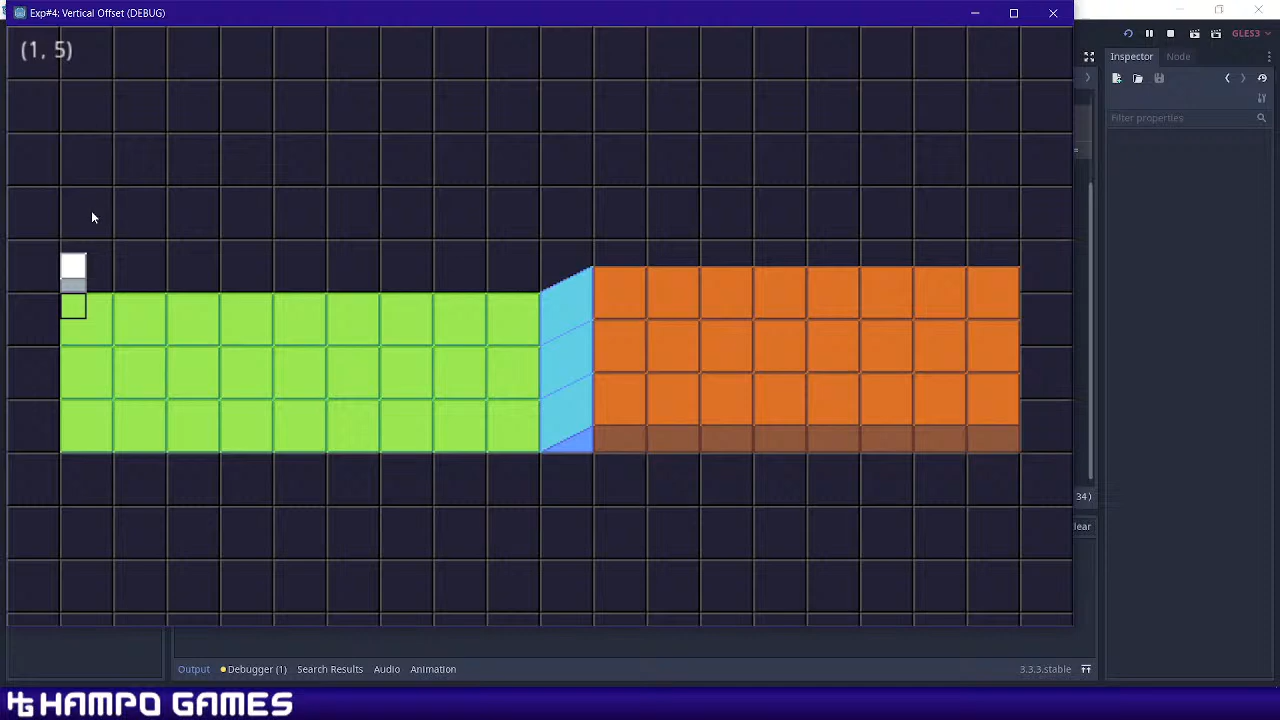 Exp#4: Vertical Offset (DEBUG)
(1, 5)
GLES3
Inspector
Node
Filter properties
34)
lear
Output
Debugger (1)
Search Results
Audio
Animation
3.3.3.stable
HAMPO GAMES